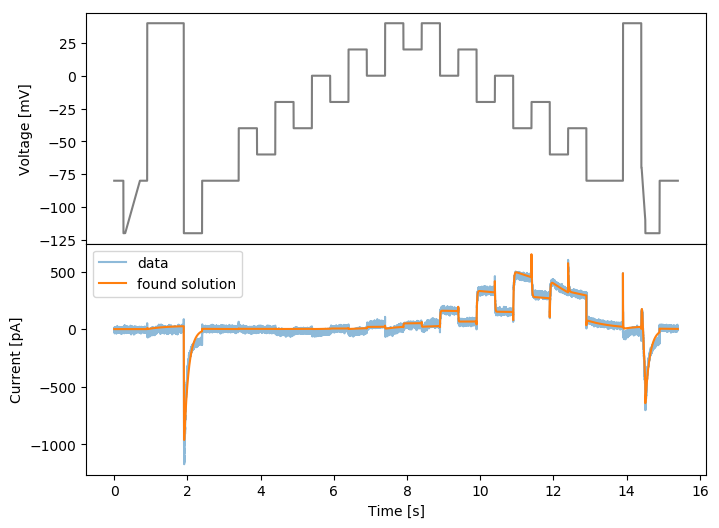 25
0
−25
−50
−75
−100
−125
Voltage [mV]
data
found solution
500
0
−500
−1000
Current [pA]
0 2 4 6 8 10 12 14 16
Time [s]